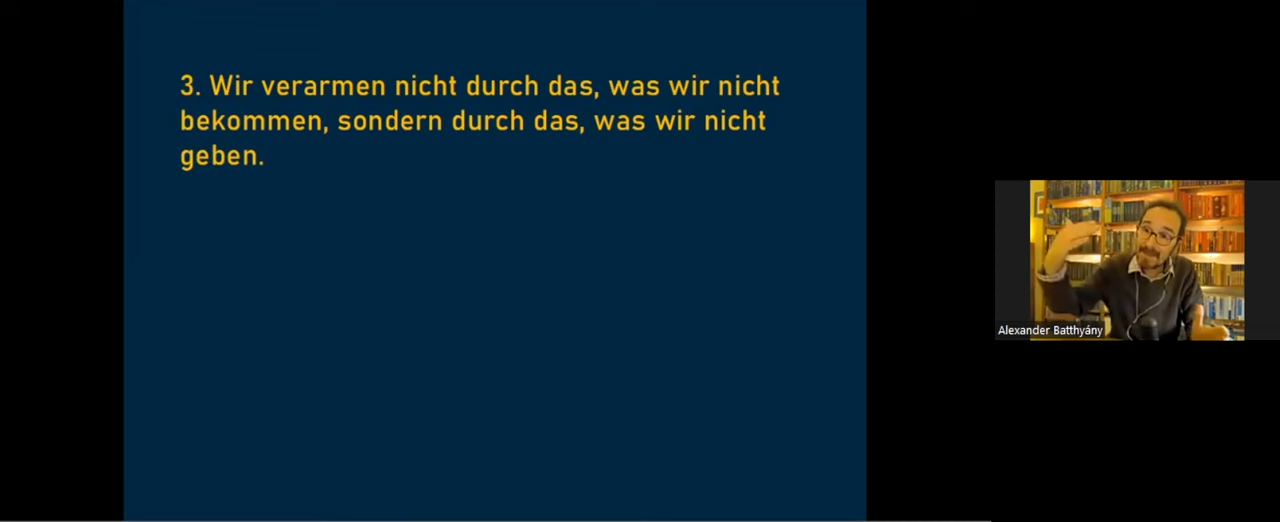 3. Wir verarmen nicht durch das, was wir nicht
bekommen, sondern durch das, was wir nicht
geben.
Alexander Batthyány